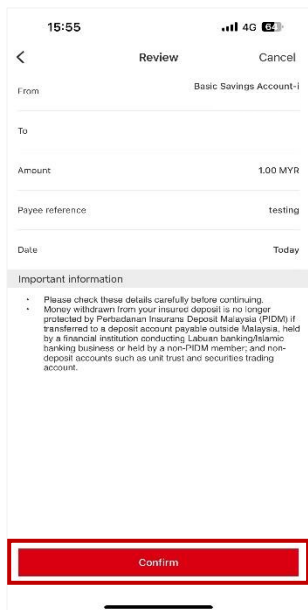 15:55
4G 64
Review
Cancel
From
Basic Savings Account-i
To
Amount
1.00 MYR
Payee reference
testing
Date
Today
Important information
• Please check these details carefully before continuing.
• Money withdrawn from your insured deposit is no longer
protected by Perbadanan Insurans Deposit Malaysia (PIDM) if
transferred to a deposit account payable outside Malaysia, held
by a financial institution conducting Labuan banking/Islamic
banking business or held by a non-PIDM member; and non-
deposit accounts such as unit trust and securities trading
account.
Confirm